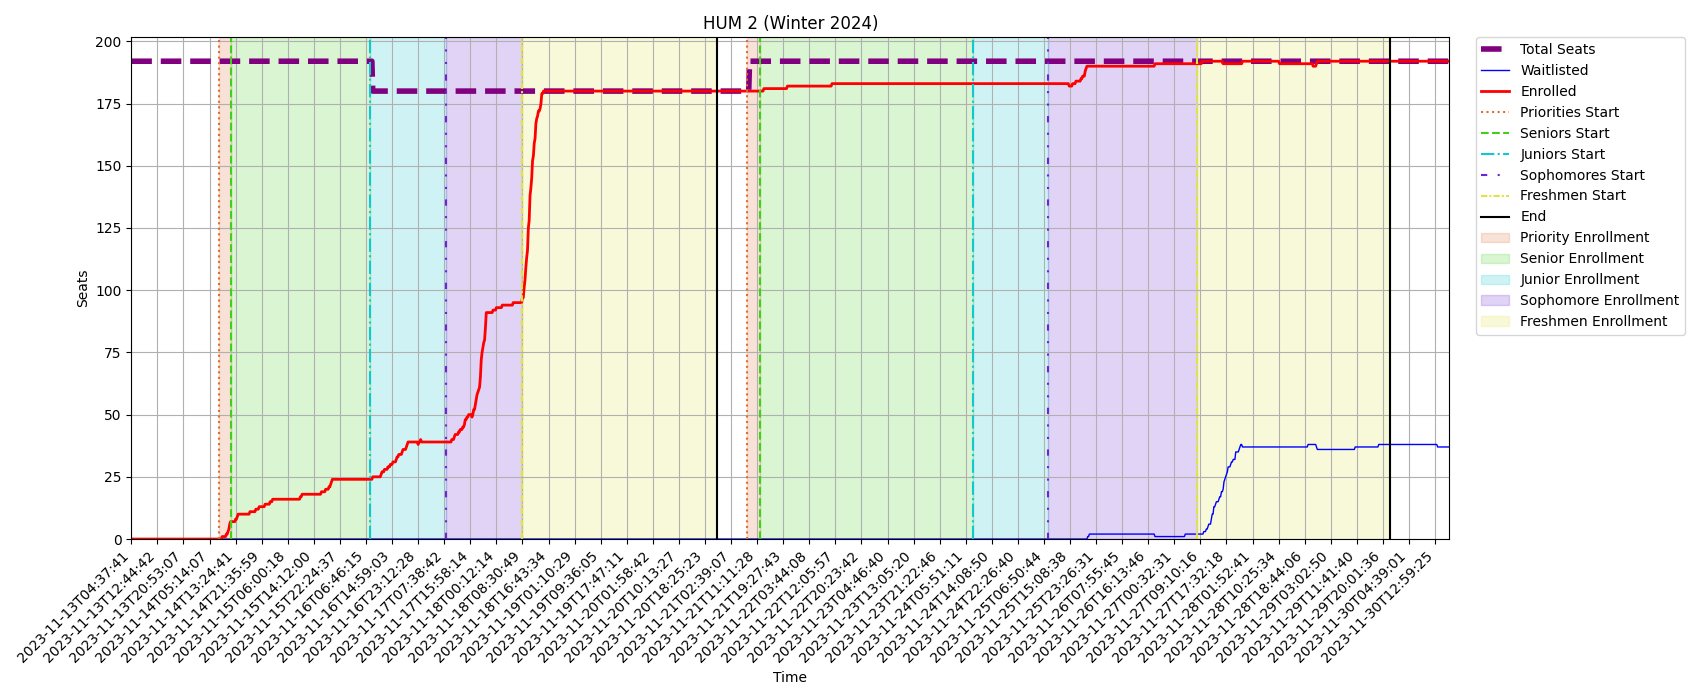 HUM 2 (Winter 2024)
200
175
150
125
100
75
50
25
0
Seats
2023-11-13T04:37:41
2023-11-13T12:44:42
2023-11-13T20:53:07
2023-11-14T05:14:07
2023-11-14T13:24:41
2023-11-14T21:35:59
2023-11-15T06:00:18
2023-11-15T14:12:00
2023-11-15T22:24:37
2023-11-16T06:46:15
2023-11-16T14:59:03
2023-11-16T23:12:28
2023-11-17T07:38:42
2023-11-17T15:58:14
2023-11-18T00:12:14
2023-11-18T08:30:49
2023-11-18T16:43:34
2023-11-19T01:10:29
2023-11-19T09:36:05
2023-11-19T17:47:11
2023-11-20T01:58:42
2023-11-20T10:13:27
2023-11-20T18:25:23
2023-11-21T02:39:07
2023-11-21T11:11:28
2023-11-21T19:27:43
2023-11-22T03:44:08
2023-11-22T12:05:57
2023-11-22T20:23:42
2023-11-23T04:46:40
2023-11-23T13:05:20
2023-11-23T21:22:46
2023-11-24T05:51:11
2023-11-24T14:08:50
2023-11-24T22:26:40
2023-11-25T06:50:44
2023-11-25T15:08:38
2023-11-25T23:26:31
2023-11-26T07:55:45
2023-11-26T16:13:46
2023-11-27T00:32:31
2023-11-27T09:10:16
2023-11-27T17:32:18
2023-11-28T01:52:41
2023-11-28T10:25:34
2023-11-28T18:44:06
2023-11-29T03:02:50
2023-11-29T11:41:40
2023-11-29T20:01:36
2023-11-30T04:39:01
2023-11-30T12:59:25
Time
Total Seats
Waitlisted
Enrolled
Priorities Start
Seniors Start
Juniors Start
Sophomores Start
Freshmen Start
End
Priority Enrollment
Senior Enrollment
Junior Enrollment
Sophomore Enrollment
Freshmen Enrollment